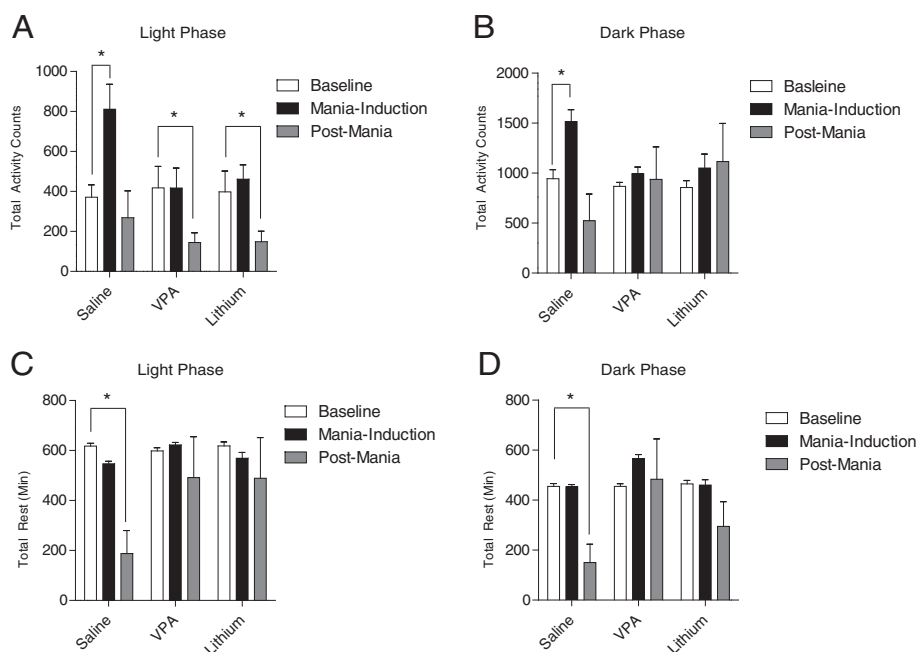 A
Light Phase
Total Activity Counts
1000
800
600
400
200
0
*
*
*
Saline
VPA
Lithium
Baseline
Mania-Induction
Post-Mania
B
Dark Phase
Total Activity Counts
2000
1500
1000
500
0
*
Saline
VPA
Lithium
Basleine
Mania-Induction
Post-Mania
C
Light Phase
Total Rest (Min)
800
600
400
200
0
*
Saline
VPA
Lithium
Baseline
Mania-Induction
Post-Mania
D
Dark Phase
Total Rest (Min)
800
600
400
200
0
*
Saline
VPA
Lithium
Baseline
Mania-Induction
Post-Mania